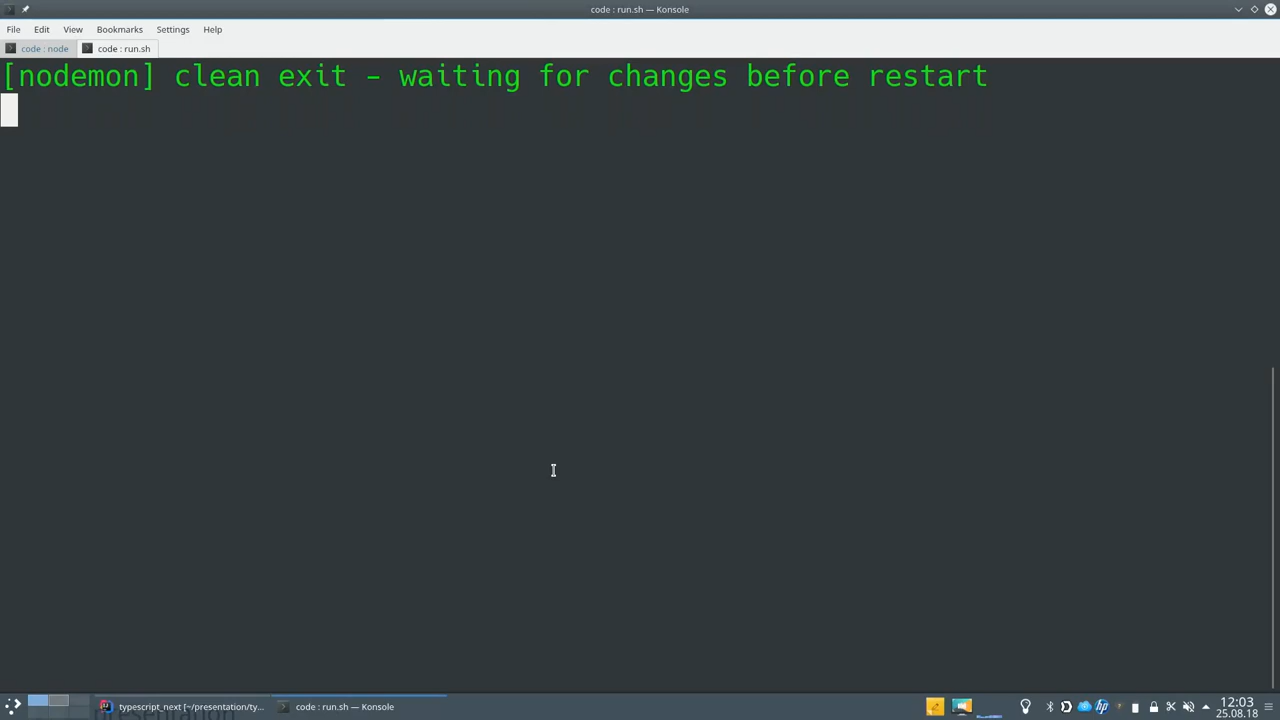 code : run.sh — Konsole
File Edit View Bookmarks Settings Help
code : node code : run.sh
[nodemon] clean exit - waiting for changes before restart
typescript_next [~/presentation/ty... code : run.sh — Konsole
presentation
12:03
25.08.18